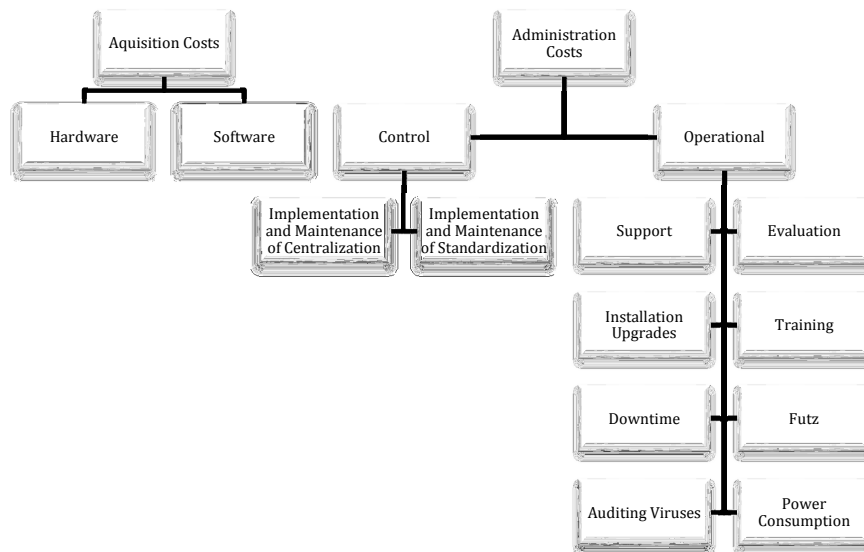 Aquisition Costs
Administration
Costs
Hardware
Software
Control
Operational
Implementation
and Maintenance
of Centralization
Implementation
and Maintenance
of Standardization
Support
Evaluation
Installation
Upgrades
Training
Downtime
Futz
Auditing Viruses
Power
Consumption